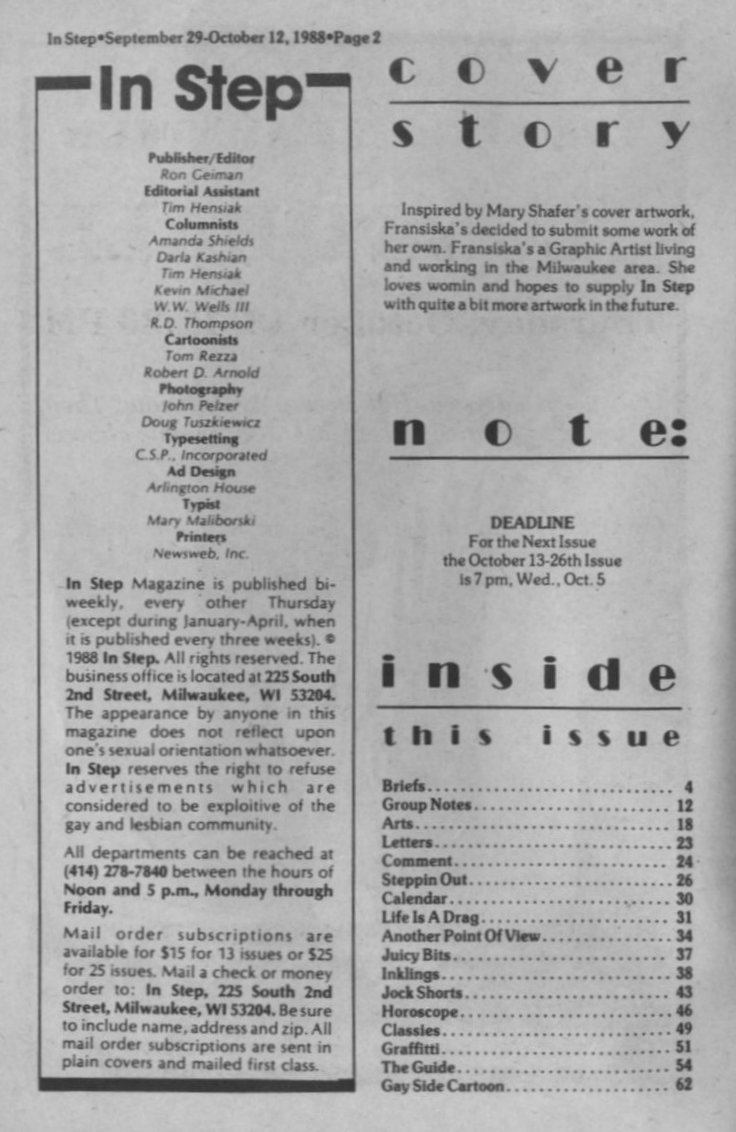 In Step•September 29-October 12, 1988•Page 2
In Step
Publisher/Editor
Ron Geiman
Editorial Assistant
Tim Hensiak
Columnists
Amanda Shields
Darla Kashian
Tim Hensiak
Kevin Michael
W.W. Wells III
R.D. Thompson
Cartoonists
Tom Rezza
Robert D. Arnold
Photography
John Pelzer
Doug Tuszkiewicz
Typesetting
C.S.P., Incorporated
Ad Design
Arlington House
Typist
Mary Maliborski
Printers
Newsweb, Inc.
In Step Magazine is published bi-
weekly, every other Thursday
(except during January-April, when
it is published every three weeks). ©
1988 In Step. All rights reserved. The
business office is located at 225 South
2nd Street, Milwaukee, WI 53204.
The appearance by anyone in this
magazine does not reflect upon
one's sexual orientation whatsoever.
In Step reserves the right to refuse
advertisements which are
considered to be exploitive of the
gay and lesbian community.
All departments can be reached at
(414) 278-7840 between the hours of
Noon and 5 p.m., Monday through
Friday.
Mail order subscriptions are
available for $15 for 13 issues or $25
for 25 issues. Mail a check or money
order to: In Step, 225 South 2nd
Street, Milwaukee, WI 53204. Be sure
to include name, address and zip. All
mail order subscriptions are sent in
plain covers and mailed first class.
cover
story
Inspired by Mary Shafer's cover artwork,
Fransiska's decided to submit some work of
her own. Fransiska's a Graphic Artist living
and working in the Milwaukee area. She
loves womin and hopes to supply In Step
with quite a bit more artwork in the future.
note:
DEADLINE
For the Next Issue
the October 13-26th Issue
is 7 pm, Wed., Oct. 5
inside
this issue
Briefs.............................. 4
Group Notes......................... 12
Arts................................ 18
Letters............................. 23
Comment............................. 24
Steppin Out......................... 26
Calendar............................ 30
Life Is A Drag...................... 31
Another Point Of View............... 34
Juicy Bits.......................... 37
Inklings............................ 38
Jock Shorts......................... 43
Horoscope........................... 46
Classies............................ 49
Graffitti........................... 51
The Guide........................... 54
Gay Side Cartoon.................... 62